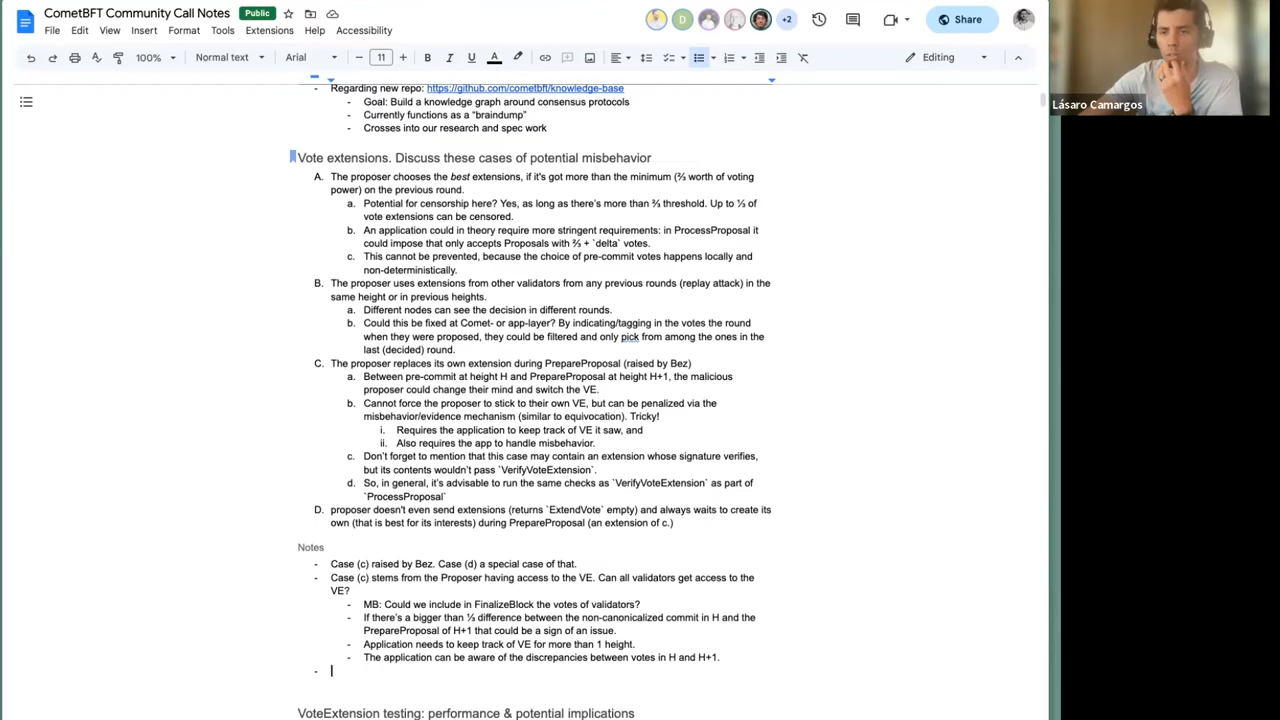 CometBFT Community Call Notes
Public
+2
Share
File Edit View Insert Format Tools Extensions Help Accessibility
100%
Normal text
Arial
11
B I U A
Editing
Lásaro Camargos
- Regarding new repo: https://github.com/cometbft/knowledge-base
- Goal: Build a knowledge graph around consensus protocols
- Currently functions as a “braindump”
- Crosses into our research and spec work
Vote extensions. Discuss these cases of potential misbehavior
A. The proposer chooses the best extensions, if it's got more than the minimum (⅔ worth of voting
power) on the previous round.
a. Potential for censorship here? Yes, as long as there’s more than ⅔ threshold. Up to ⅓ of
vote extensions can be censored.
b. An application could in theory require more stringent requirements: in ProcessProposal it
could impose that only accepts Proposals with ⅔ + `delta` votes.
c. This cannot be prevented, because the choice of pre-commit votes happens locally and
non-deterministically.
B. The proposer uses extensions from other validators from any previous rounds (replay attack) in the
same height or in previous heights.
a. Different nodes can see the decision in different rounds.
b. Could this be fixed at Comet- or app-layer? By indicating/tagging in the votes the round
when they were proposed, they could be filtered and only pick from among the ones in the
last (decided) round.
C. The proposer replaces its own extension during PrepareProposal (raised by Bez)
a. Between pre-commit at height H and PrepareProposal at height H+1, the malicious
proposer could change their mind and switch the VE.
b. Cannot force the proposer to stick to their own VE, but can be penalized via the
misbehavior/evidence mechanism (similar to equivocation). Tricky!
i. Requires the application to keep track of VE it saw, and
ii. Also requires the app to handle misbehavior.
c. Don’t forget to mention that this case may contain an extension whose signature verifies,
but its contents wouldn’t pass `VerifyVoteExtension`.
d. So, in general, it’s advisable to run the same checks as `VerifyVoteExtension` as part of
`ProcessProposal`
D. proposer doesn't even send extensions (returns `ExtendVote` empty) and always waits to create its
own (that is best for its interests) during PrepareProposal (an extension of c.)
Notes
- Case (c) raised by Bez. Case (d) a special case of that.
- Case (c) stems from the Proposer having access to the VE. Can all validators get access to the
VE?
- MB: Could we include in FinalizeBlock the votes of validators?
- If there’s a bigger than ⅓ difference between the non-canonicalized commit in H and the
PrepareProposal of H+1 that could be a sign of an issue.
- Application needs to keep track of VE for more than 1 height.
- The application can be aware of the discrepancies between votes in H and H+1.
-
VoteExtension testing: performance & potential implications